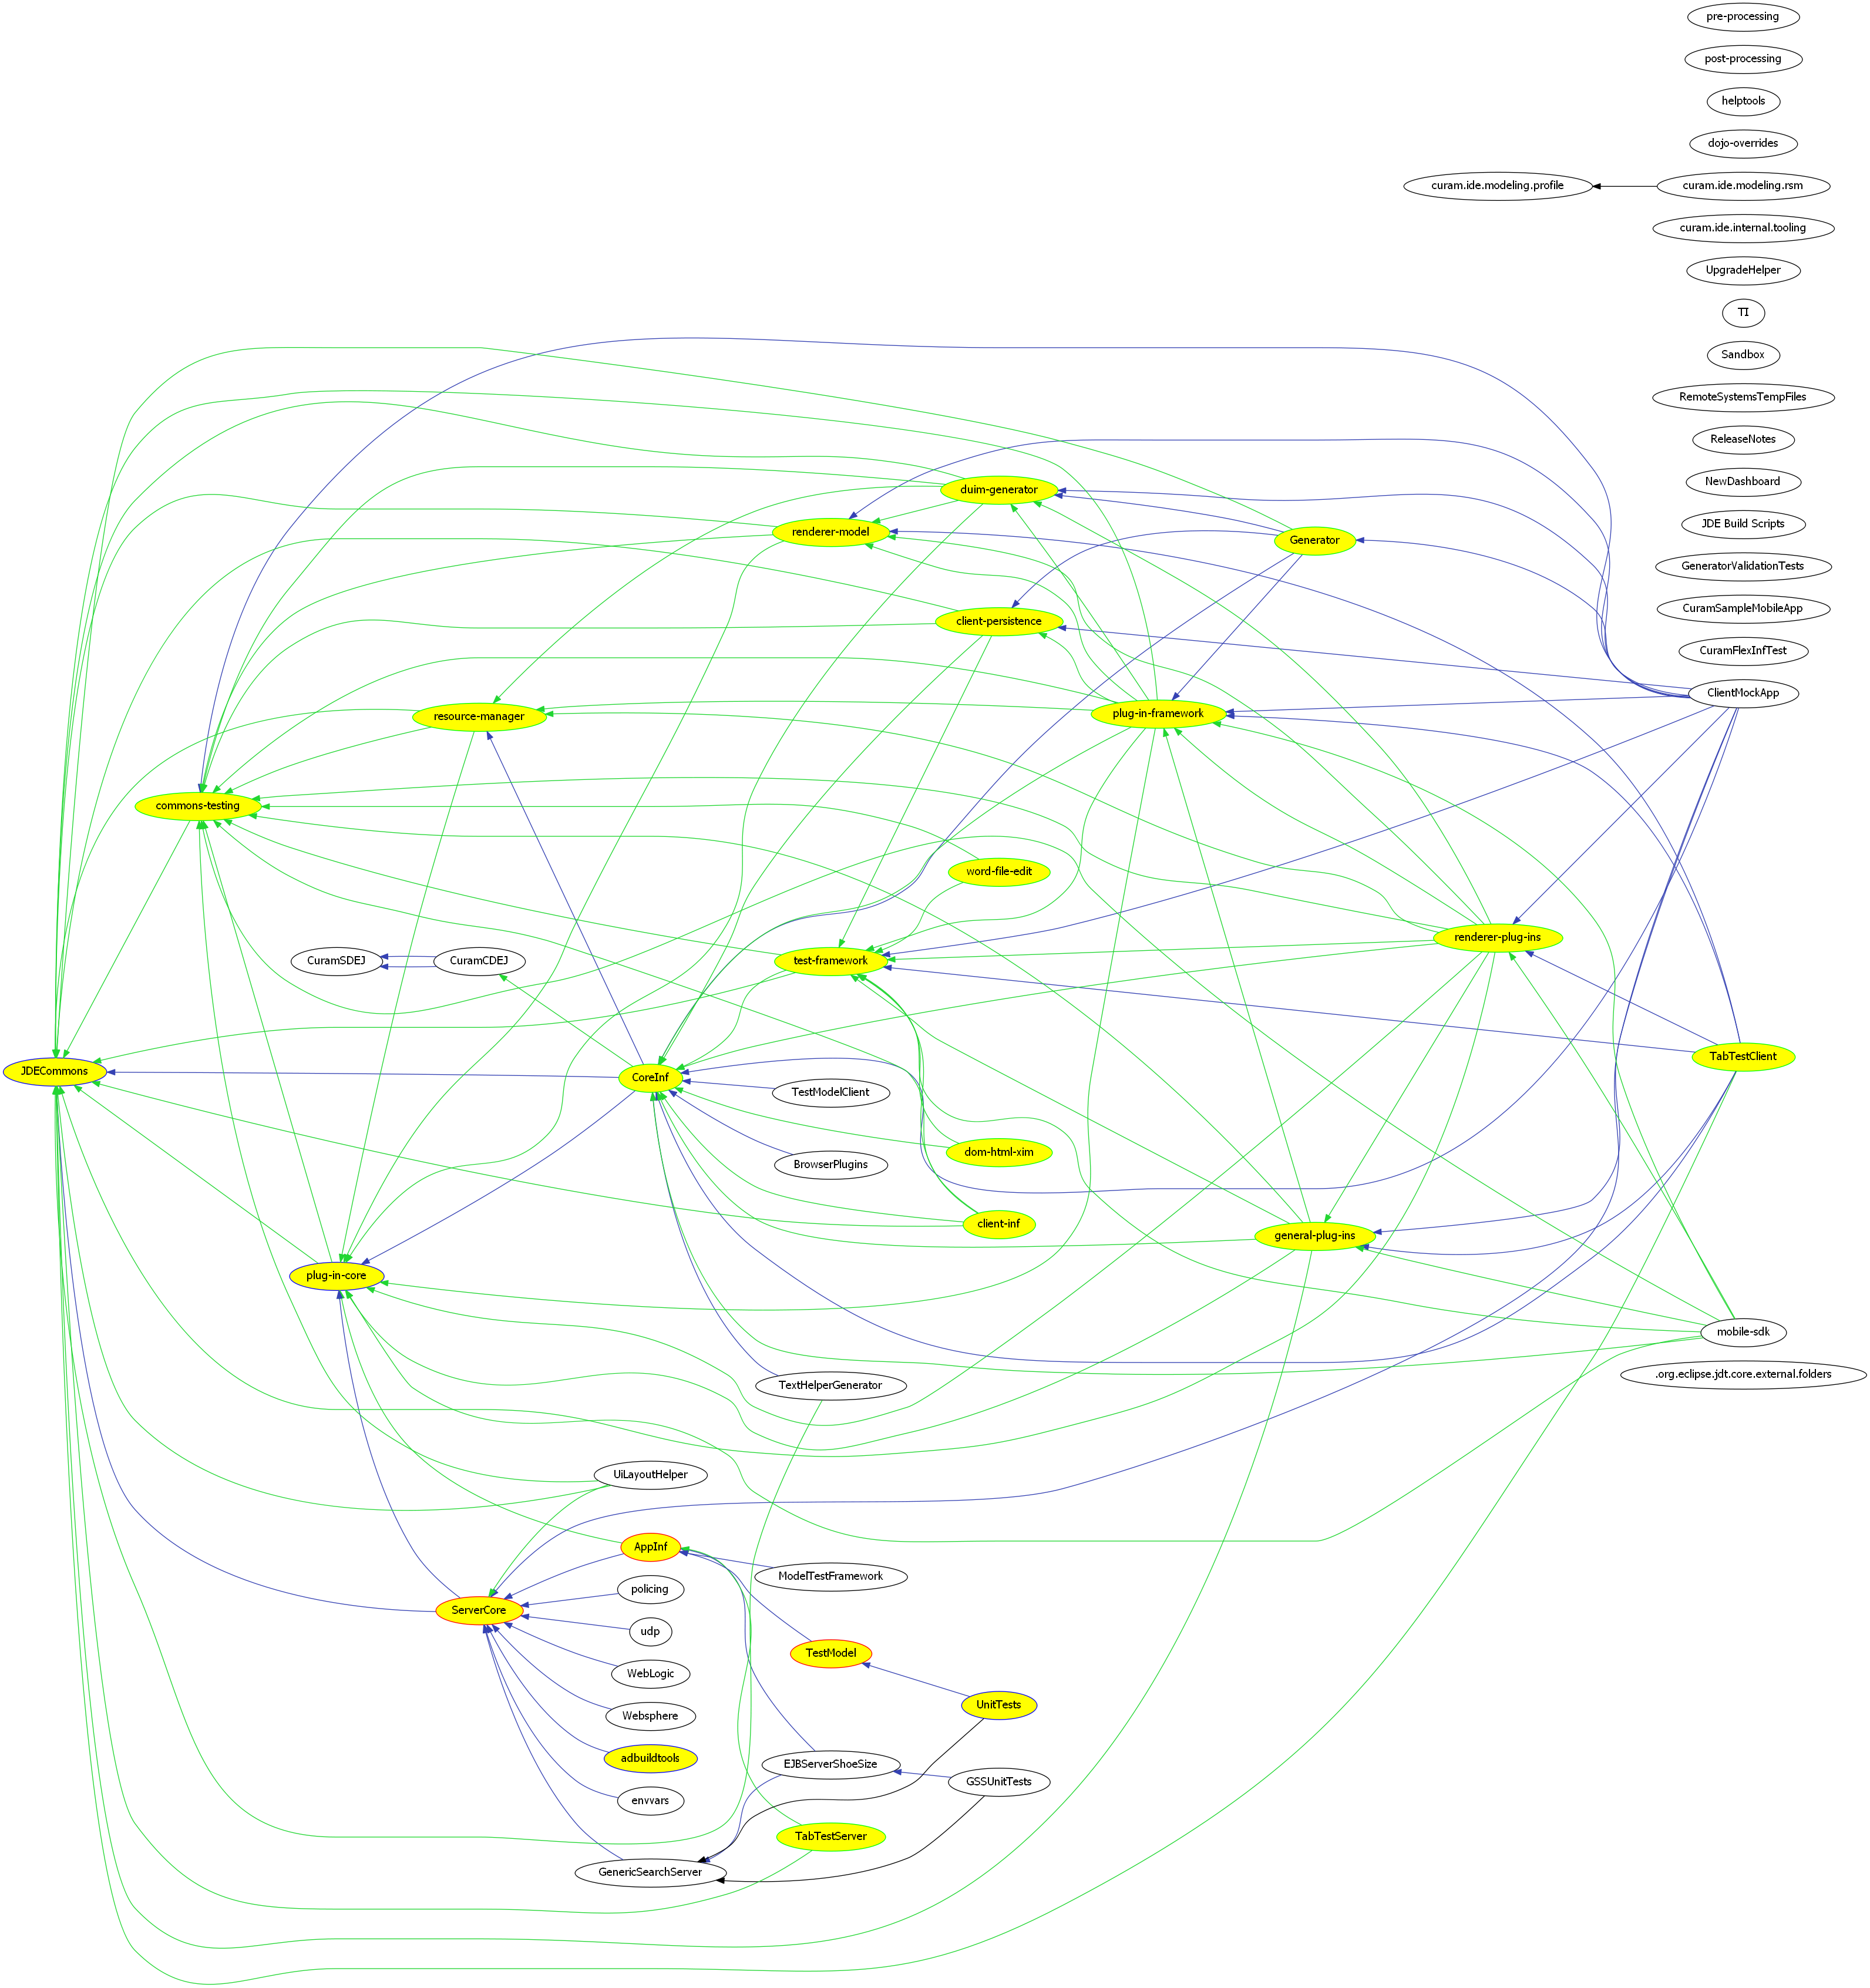 pre-processing
post-processing
helptools
dojo-overrides
curam.ide.modeling.profile
curam.ide.modeling.rsm
curam.ide.internal.tooling
UpgradeHelper
TI
Sandbox
RemoteSystemsTempFiles
ReleaseNotes
NewDashboard
duim-generator
JDE Build Scripts
renderer-model
Generator
GeneratorValidationTests
CuramSampleMobileApp
client-persistence
CuramFlexInfTest
ClientMockApp
resource-manager
plug-in-framework
commons-testing
word-file-edit
renderer-plug-ins
CuramSDEJ
CuramCDEJ
test-framework
TabTestClient
JDECommons
CoreInf
TestModelClient
dom-html-xim
BrowserPlugins
client-inf
general-plug-ins
plug-in-core
mobile-sdk
.org.eclipse.jdt.core.external.folders
TextHelperGenerator
UiLayoutHelper
AppInf
ModelTestFramework
policing
ServerCore
udp
TestModel
WebLogic
UnitTests
Websphere
adbuildtools
EJBServerShoeSize
GSSUnitTests
envvars
TabTestServer
GenericSearchServer